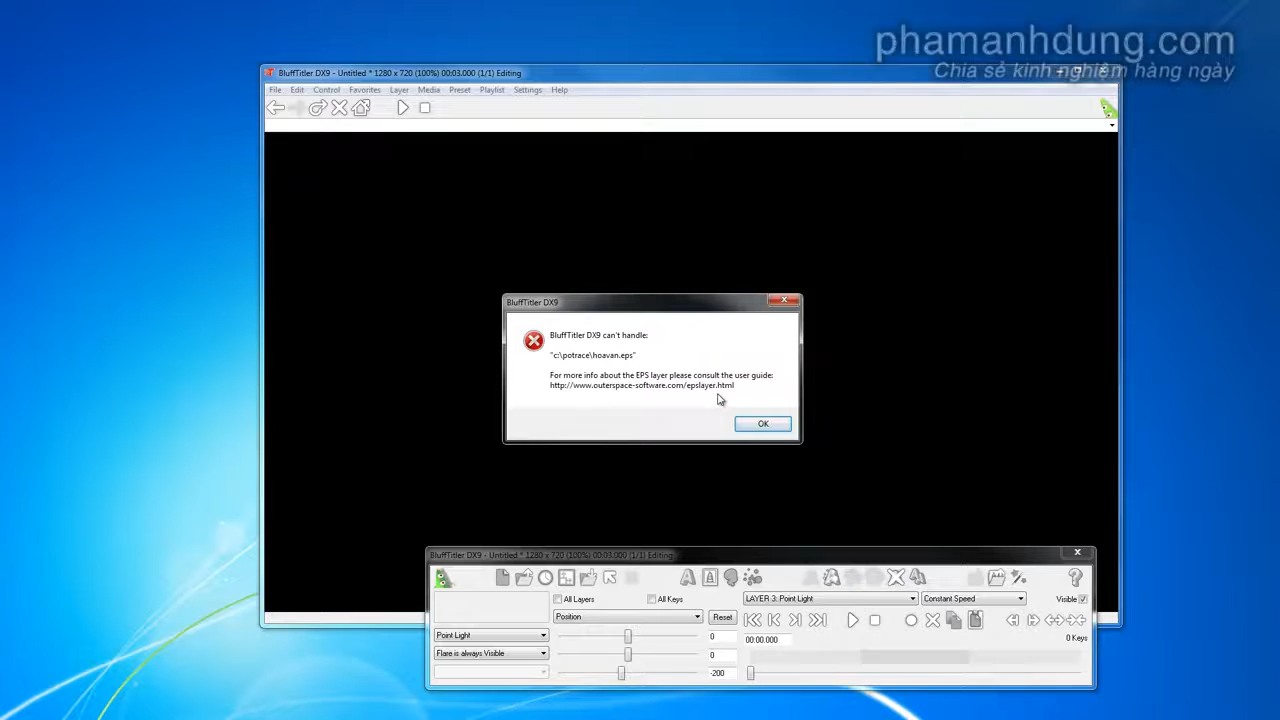 phamanhdung.com
Chia sẻ kinh nghiệm hàng ngày
BluffTitler DX9 - Untitled * 1280 x 720 (100%) 00:03.000 (1/1) Editing
File Edit Control Favorites Layer Media Preset Playlist Settings Help
BluffTitler DX9
BluffTitler DX9 can't handle:
"c:\potrace\hoavan.eps"
For more info about the EPS layer please consult the user guide:
http://www.outerspace-software.com/epslayer.html
OK
BluffTitler DX9 - Untitled * 1280 x 720 (100%) 00:03.000 (1/1) Editing
All Layers All Keys LAYER 3: Point Light Constant Speed Visible
Position Reset
Point Light 0 00:00.000 0 Keys
Flare is always Visible 0
-200